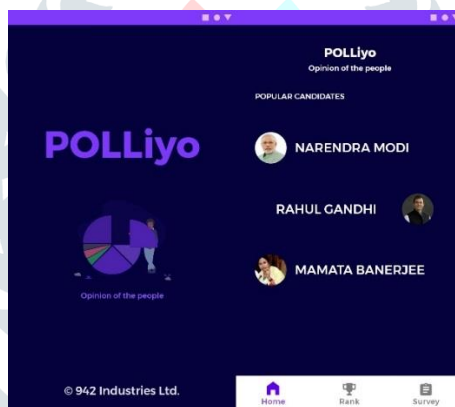 POLLiyo
Opinion of the people
© 942 Industries Ltd.
POLLiyo
Opinion of the people
POPULAR CANDIDATES
NARENDRA MODI
RAHUL GANDHI
MAMATA BANERJEE
Home Rank Survey